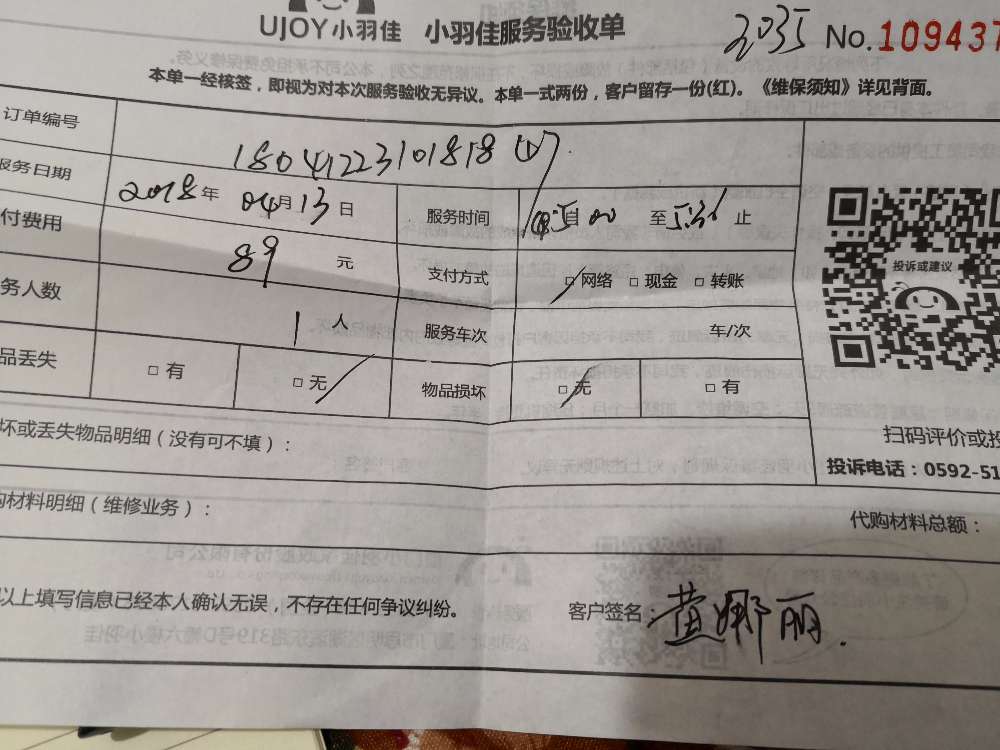 UJOY小羽佳 小羽佳服务验收单 2035 No.109437
本单一经核签，即视为对本次服务验收无异议。本单一式两份，客户留存一份(红)。《维保须知》详见背面。
订单编号 18041223101818 (1)
服务日期 2018年 04月13日 服务时间 至 5:31 止
付费用 89 元 支付方式 □网络 □现金 □转账
务人数 1人 服务车次 年/次
品丢失 □有 □无 物品损坏 □无 □有
投诉或建议
扫码评价或投
坏或丢失物品明细（没有可不填）：
投诉电话：0592-51
购材料明细（维修业务）： 代购材料总额：
以上填写信息已经本人确认无误，不存在任何争议纠纷。 客户签名：黄娜丽.